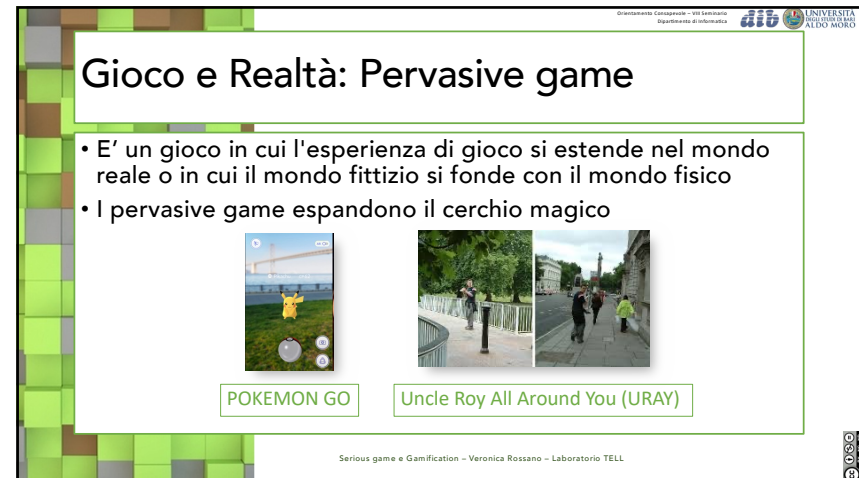 Orientamento Consapevole – VIII Seminario
Dipartimento di Informatica
dib
UNIVERSITÀ
DEGLI STUDI DI BARI
ALDO MORO
Gioco e Realtà: Pervasive game
• E’ un gioco in cui l'esperienza di gioco si estende nel mondo
reale o in cui il mondo fittizio si fonde con il mondo fisico
• I pervasive game espandono il cerchio magico
POKEMON GO
Uncle Roy All Around You (URAY)
Serious game e Gamification – Veronica Rossano – Laboratorio TELL